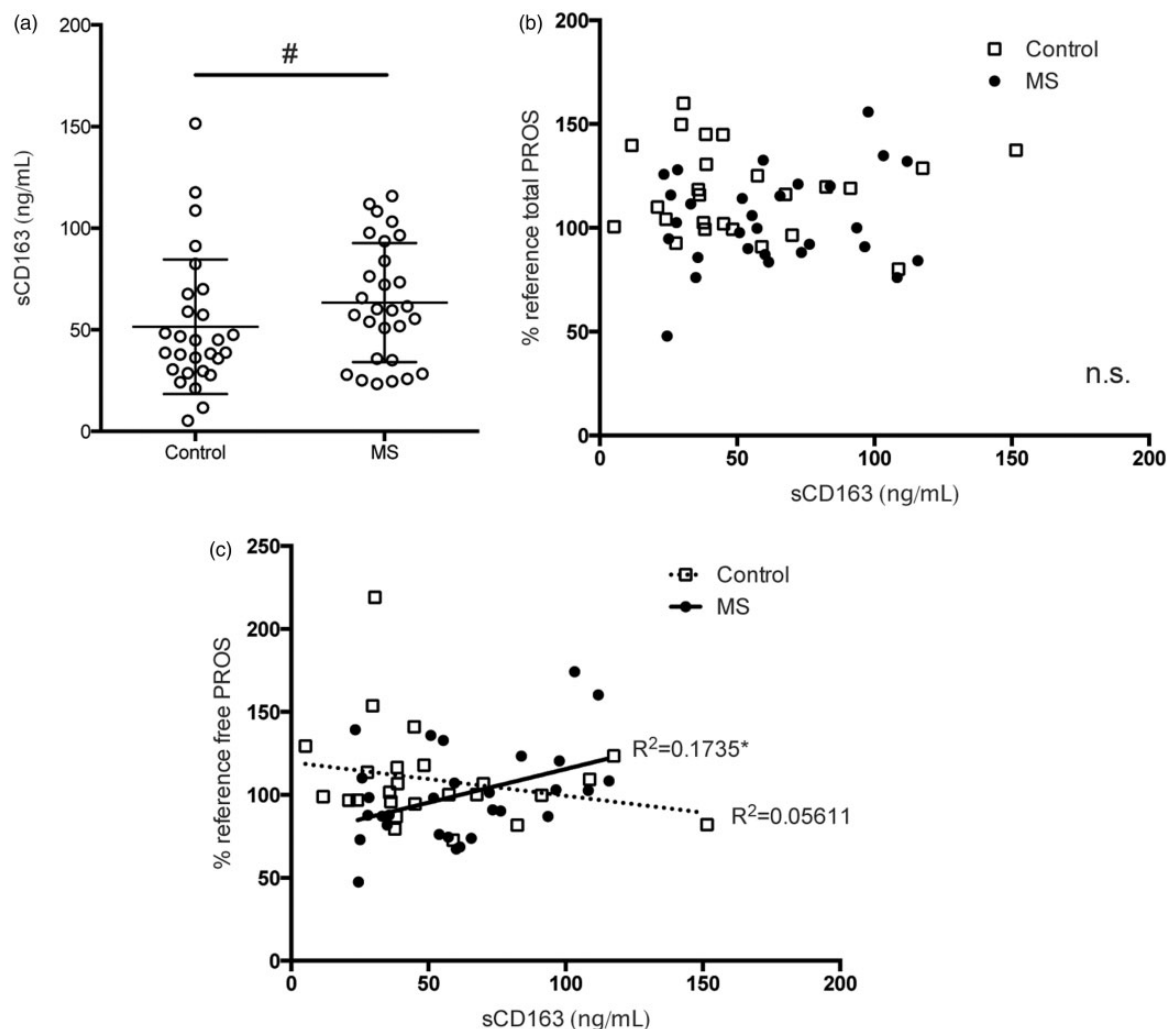 (a)
200
150
100
50
0
sCD163 (ng/mL)
#
Control
MS
(b)
200
150
100
50
0
% reference total PROS
Control
MS
n.s.
0
50
100
150
200
sCD163 (ng/mL)
(c)
250
200
150
100
50
0
% reference free PROS
Control
MS
R²=0.1735*
R²=0.05611
0
50
100
150
200
sCD163 (ng/mL)